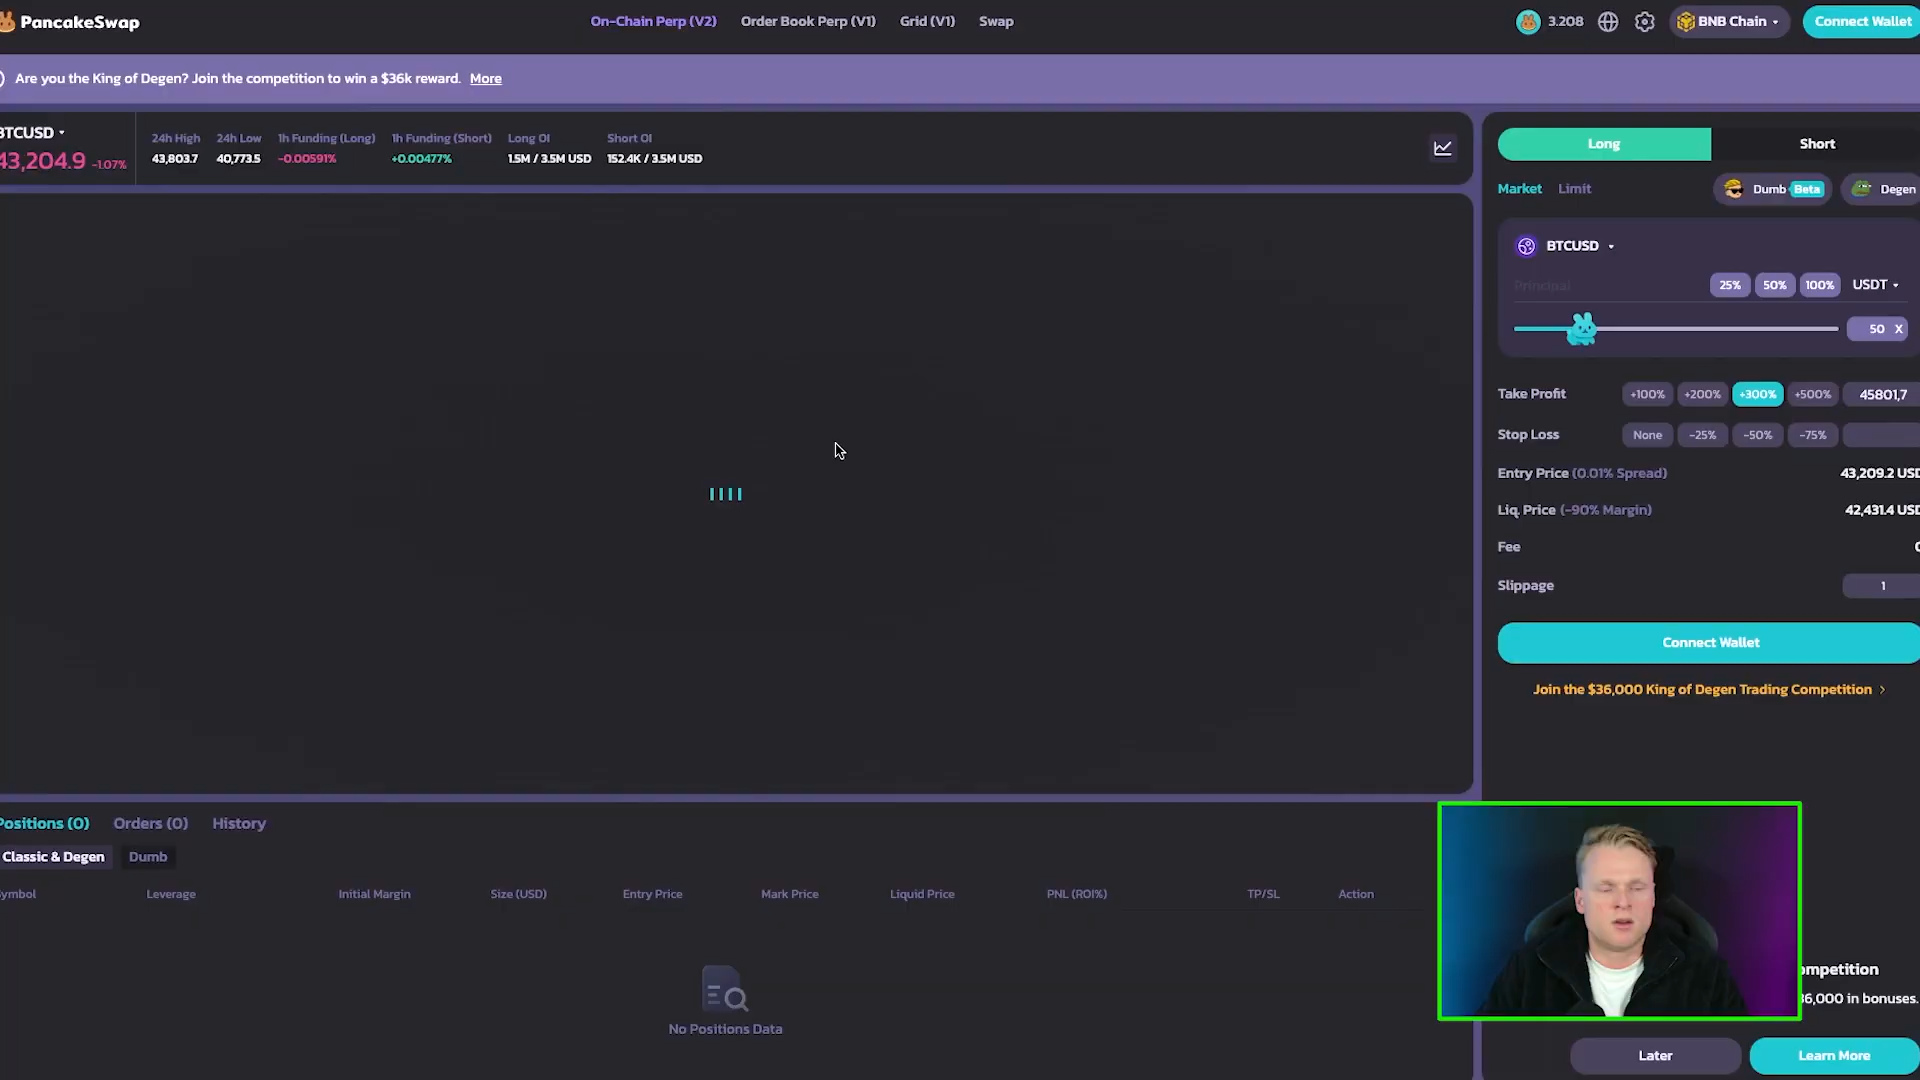 PancakeSwap
On-Chain Perp (V2)
Order Book Perp (V1)
Grid (V1)
Swap
3.208
BNB Chain
Connect Wallet
Are you the King of Degen? Join the competition to win a $36k reward. More
BTCUSD
43,204.9 -1.07%
24h High
43,803.7
24h Low
40,773.5
1h Funding (Long)
-0.00591%
1h Funding (Short)
+0.00477%
Long OI
1.5M / 3.5M USD
Short OI
152.4K / 3.5M USD
Long
Short
Market
Limit
Dumb Beta
Degen
BTCUSD
Principal
25%
50%
100%
USDT
50 X
Take Profit
+100%
+200%
+300%
+500%
45801,7
Stop Loss
None
-25%
-50%
-75%
Entry Price (0.01% Spread)
43,209.2 USD
Liq. Price (-90% Margin)
42,431.4 USD
Fee
0
Slippage
1
Connect Wallet
Join the $36,000 King of Degen Trading Competition >
Positions (0)
Orders (0)
History
Classic & Degen
Dumb
Symbol
Leverage
Initial Margin
Size (USD)
Entry Price
Mark Price
Liquid Price
PNL (ROI%)
TP/SL
Action
No Positions Data
ompetition
36,000 in bonuses.
Later
Learn More